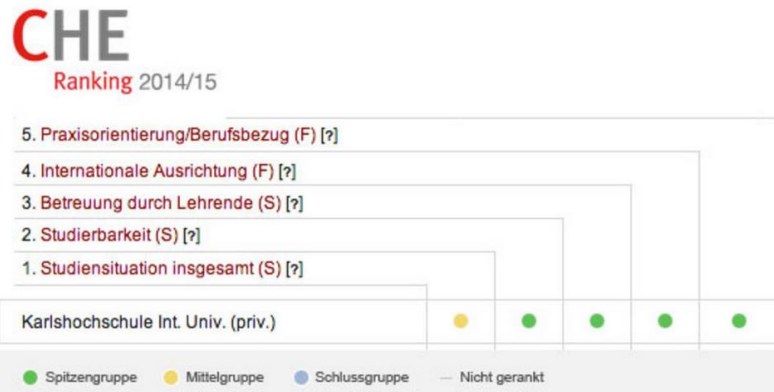 CHE
Ranking 2014/15
5. Praxisorientierung/Berufsbezug (F) [?]
4. Internationale Ausrichtung (F) [?]
3. Betreuung durch Lehrende (S) [?]
2. Studierbarkeit (S) [?]
1. Studiensituation insgesamt (S) [?]
Karlshochschule Int. Univ. (priv.)
Spitzengruppe Mittelgruppe Schlussgruppe — Nicht gerankt